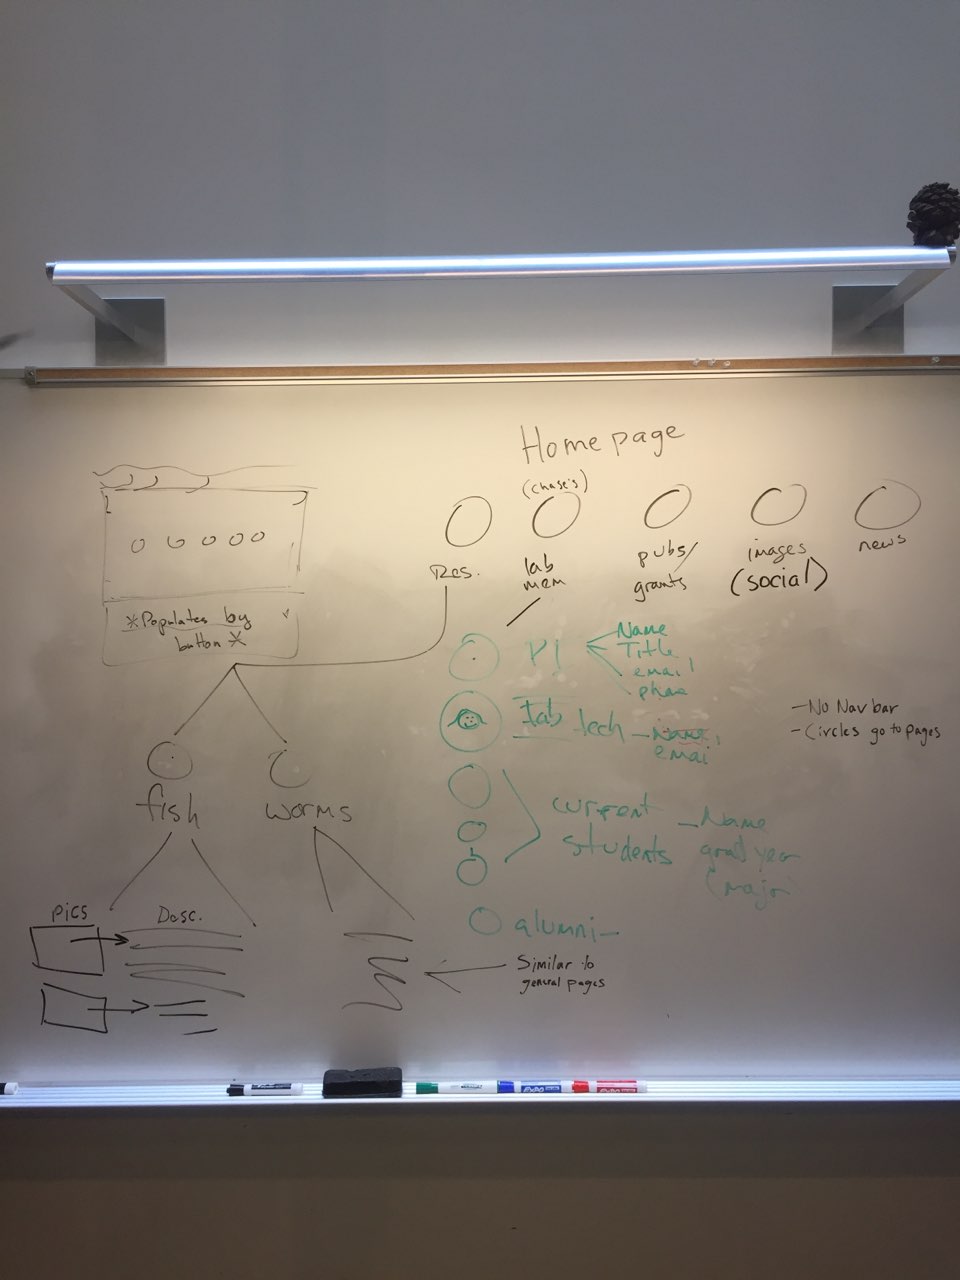 Home page
(chase's)
Res.
lab
mem
pubs/
grants
images
(social)
news
*Populates by
button*
PI
Name
Title
email
phone
lab tech - Name,
emai
- No Nav bar
- Circles go to pages
fish
worms
current
students
- Name
grad year
(major)
pics
Desc.
alumni -
Similar to
general pages